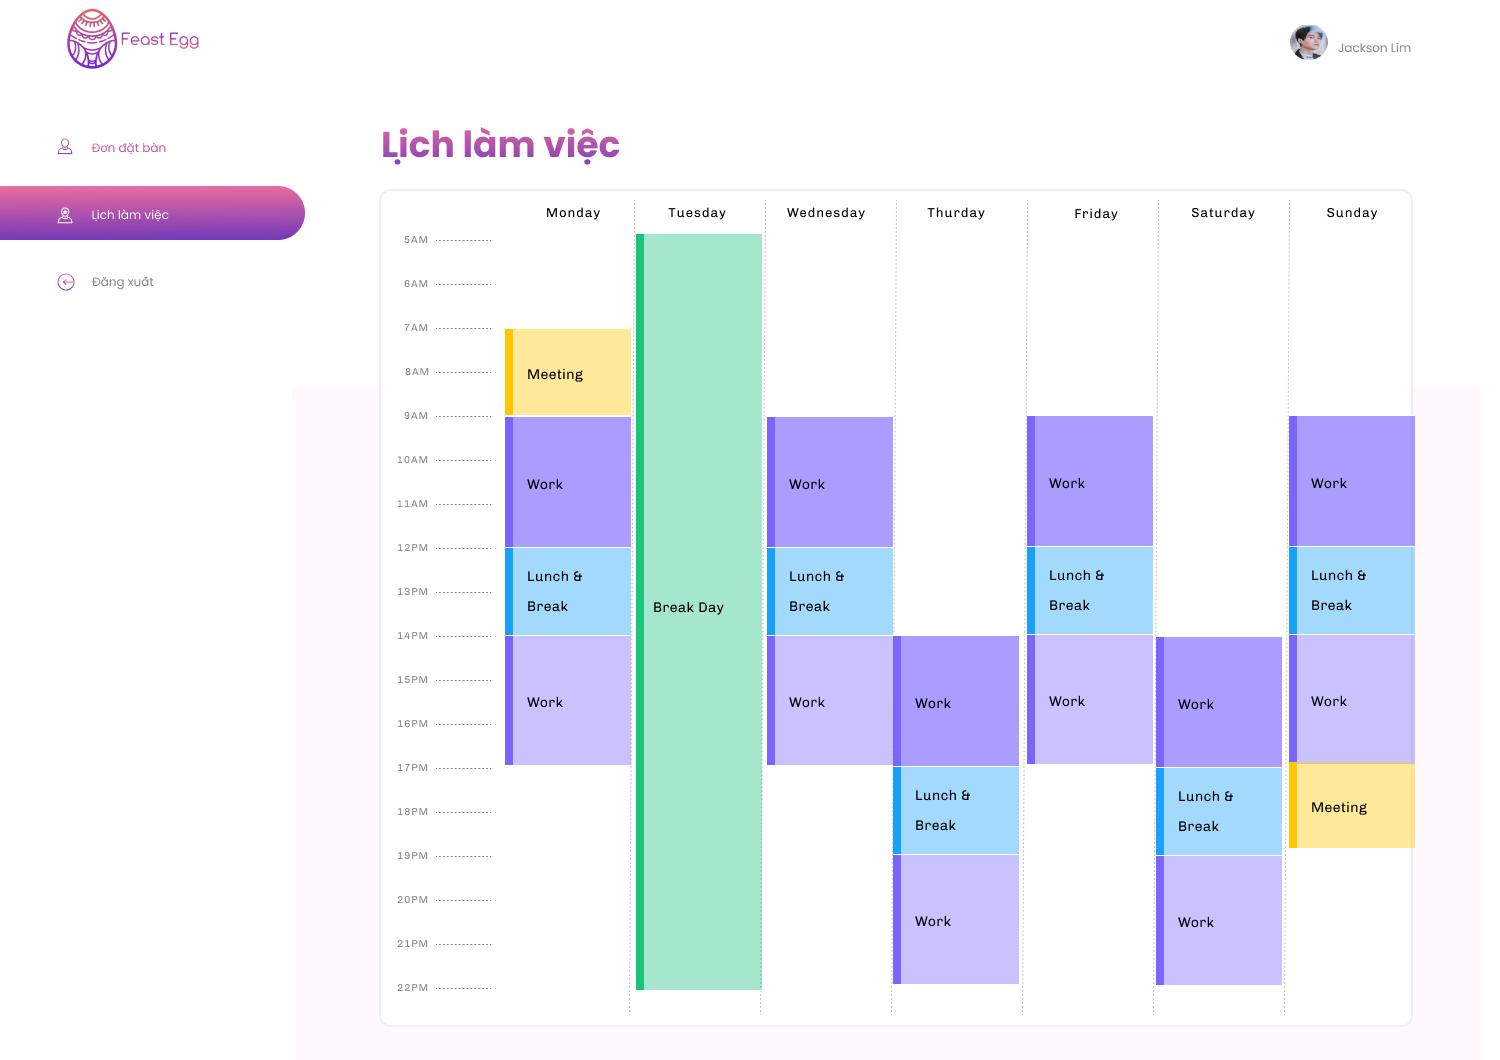 Feast Egg
Jackson Lim
Đơn đặt bàn
Lịch làm việc
Đăng xuất
Lịch làm việc
Monday Tuesday Wednesday Thurday Friday Saturday Sunday
5AM
6AM
7AM
8AM
9AM
10AM
11AM
12PM
13PM
14PM
15PM
16PM
17PM
18PM
19PM
20PM
21PM
22PM
Meeting
Work
Lunch &
Break
Work
Break Day
Work
Lunch &
Break
Work
Work
Lunch &
Break
Work
Work
Lunch &
Break
Work
Work
Lunch &
Break
Work
Work
Lunch &
Break
Work
Meeting